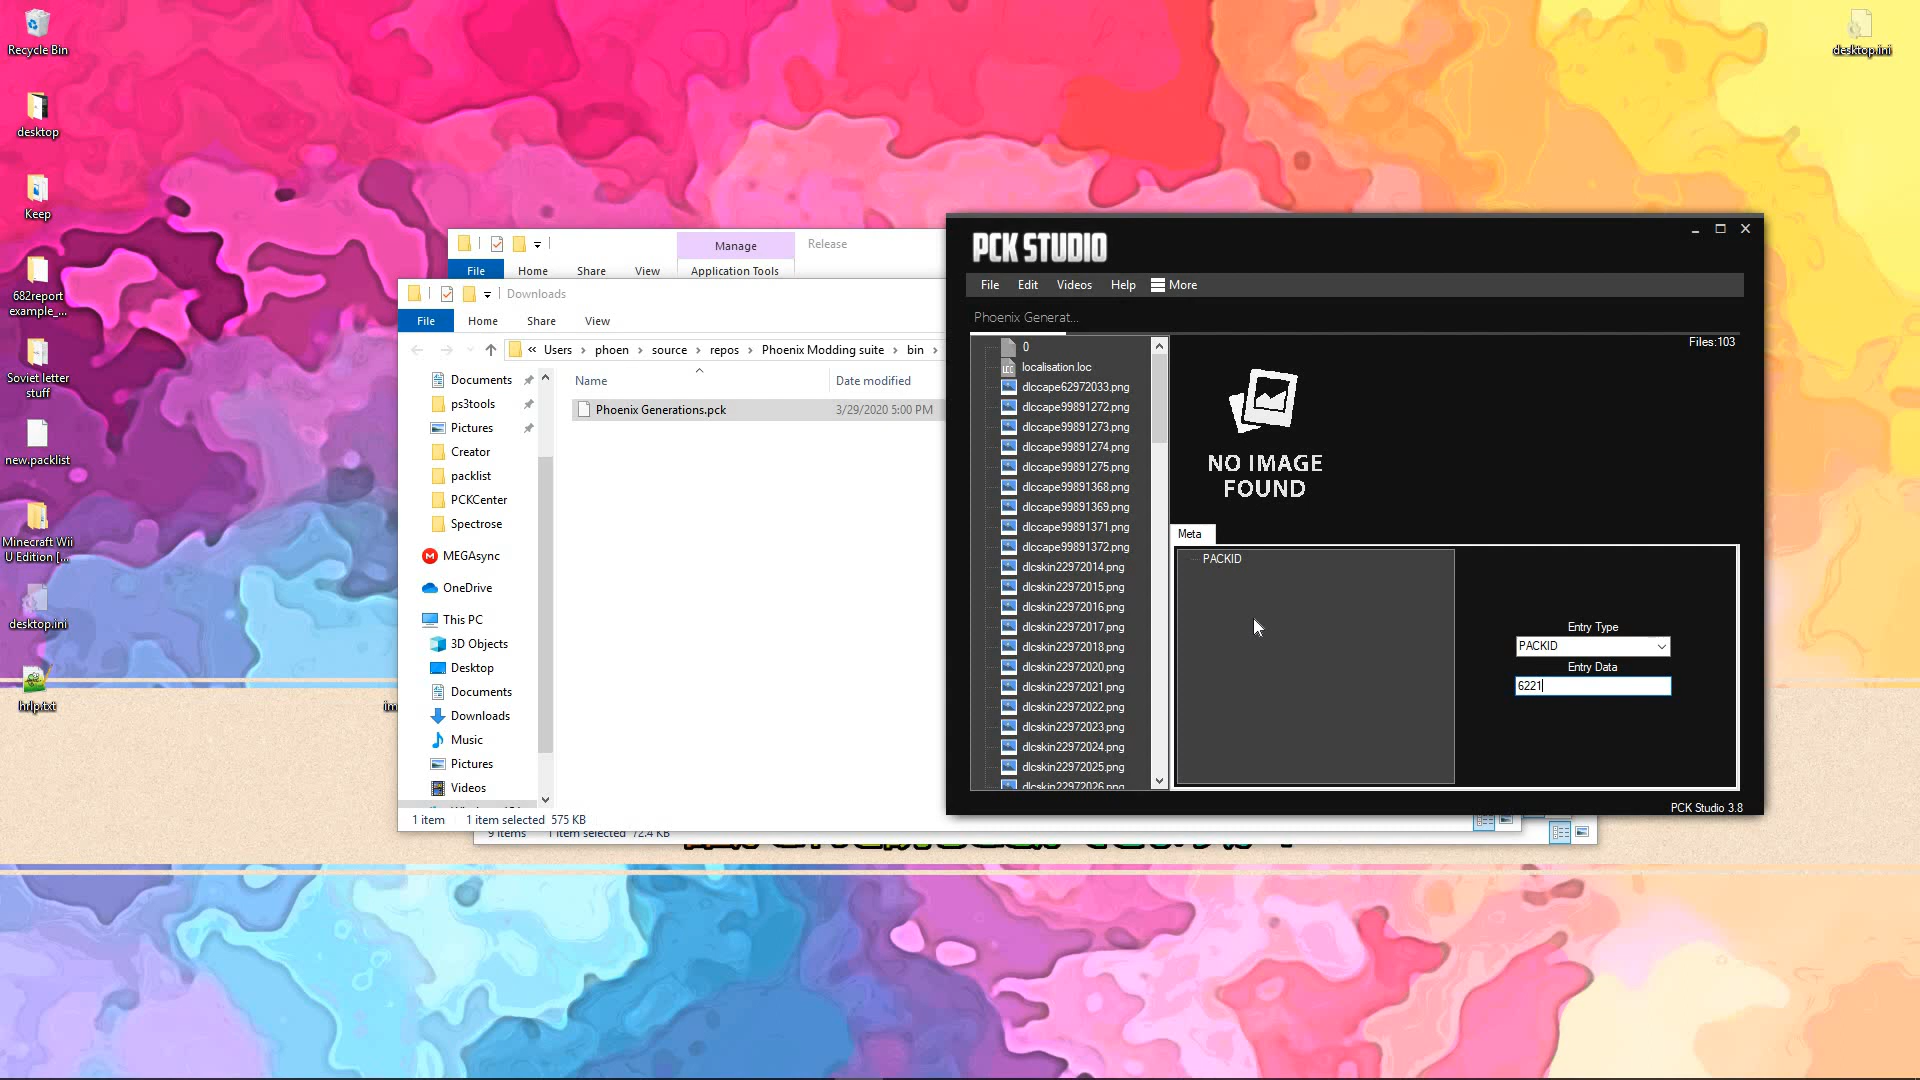 Recycle Bin
desktop
Keep
682report
example_...
Soviet letter
stuff
new.packlist
Minecraft Wii
U Edition [...
desktop.ini
desktop.ini
Manage
Release
File
Home
Share
View
Application Tools
Downloads
File
Home
Share
View
« Users › phoen › source › repos › Phoenix Modding suite › bin ›
Documents
ps3tools
Pictures
Creator
packlist
PCKCenter
Spectrose
MEGAsync
OneDrive
This PC
3D Objects
Desktop
Documents
Downloads
Music
Pictures
Videos
Name
Date modified
Phoenix Generations.pck
3/29/2020 5:00 PM
1 item
1 item selected 575 KB
9 items
1 item selected 72.4 KB
PCK STUDIO
File
Edit
Videos
Help
More
Phoenix Generat...
Files:103
0
localisation.loc
dlccape62972033.png
dlccape99891272.png
dlccape99891273.png
dlccape99891274.png
dlccape99891275.png
dlccape99891368.png
dlccape99891369.png
dlccape99891371.png
dlccape99891372.png
dlcskin22972014.png
dlcskin22972015.png
dlcskin22972016.png
dlcskin22972017.png
dlcskin22972018.png
dlcskin22972020.png
dlcskin22972021.png
dlcskin22972022.png
dlcskin22972023.png
dlcskin22972024.png
dlcskin22972025.png
dlcskin22972026.png
NO IMAGE
FOUND
Meta
PACKID
Entry Type
PACKID
Entry Data
6221
PCK Studio 3.8